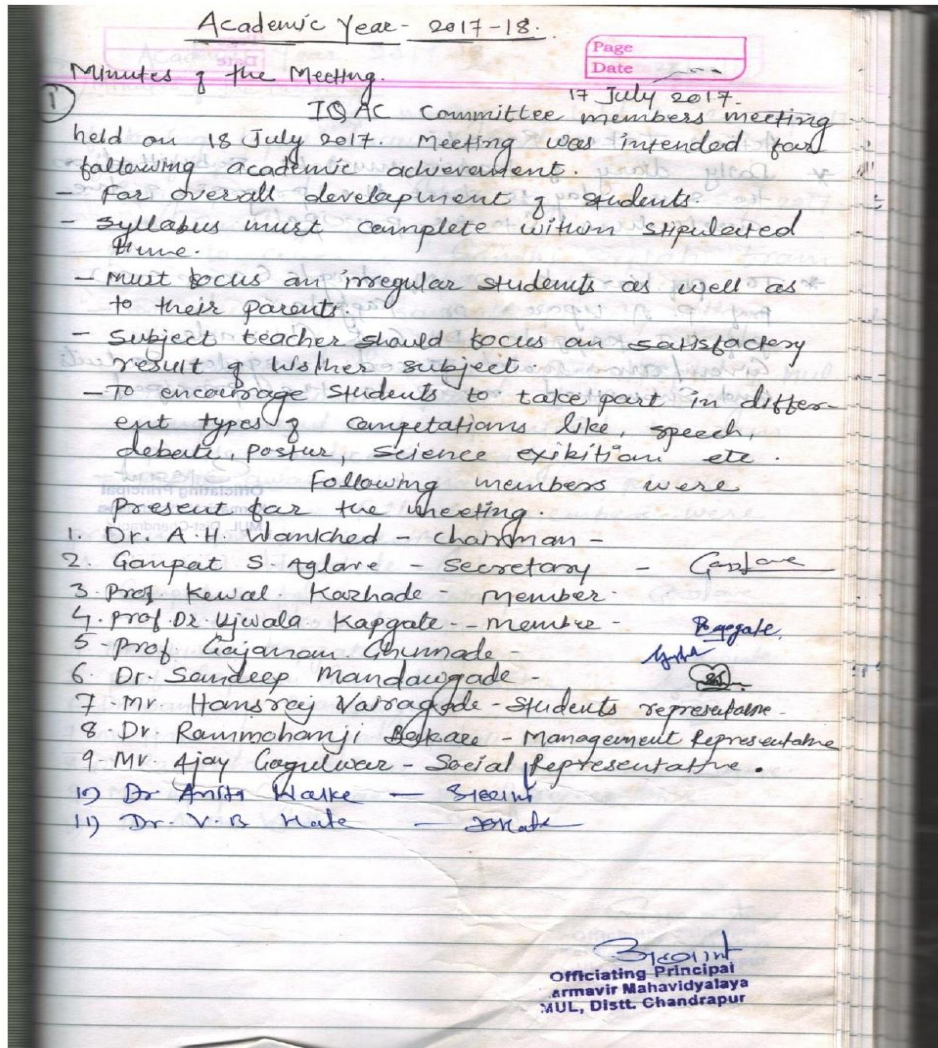 Academic Year - 2017-18.
Page
Date
Minutes of the Meeting.
17 July 2017.
① IQAC Committee members meeting
held on 18 July 2017. Meeting was intended for
following academic achievement.
- For overall development of students.
- Syllabus must complete within stipulated
time.
- Must focus on irregular students as well as
to their parents.
- Subject teacher should focus on satisfactory
result of his/her subject
- To encourage students to take part in differ-
ent types of competations like, speech,
debate, Postur, Science exibition etc.
Following members were
present for the meeting.
1. Dr. A.H. Wankhed - chairman -
2. Ganpat S. Aglave - Secretary -
3. Prof Kewal Karhade - member -
4. Prof. Dr. Ujwala Kapgate - - member - Kapgate,
5. Prof. Gajanan Ghumade -
6. Dr. Sandeep Mandavgade -
7. Mr. Hansraj Vairagade - Students representative -
8. Dr. Rammohanji Bokare - Management Representative
9. Mr. Ajay Gogulwar - Social Representative.
10) Dr Anita Walke -
11) Dr. V.B Hate -
Officiating Principal
armavir Mahavidyalaya
MUL, Distt. Chandrapur